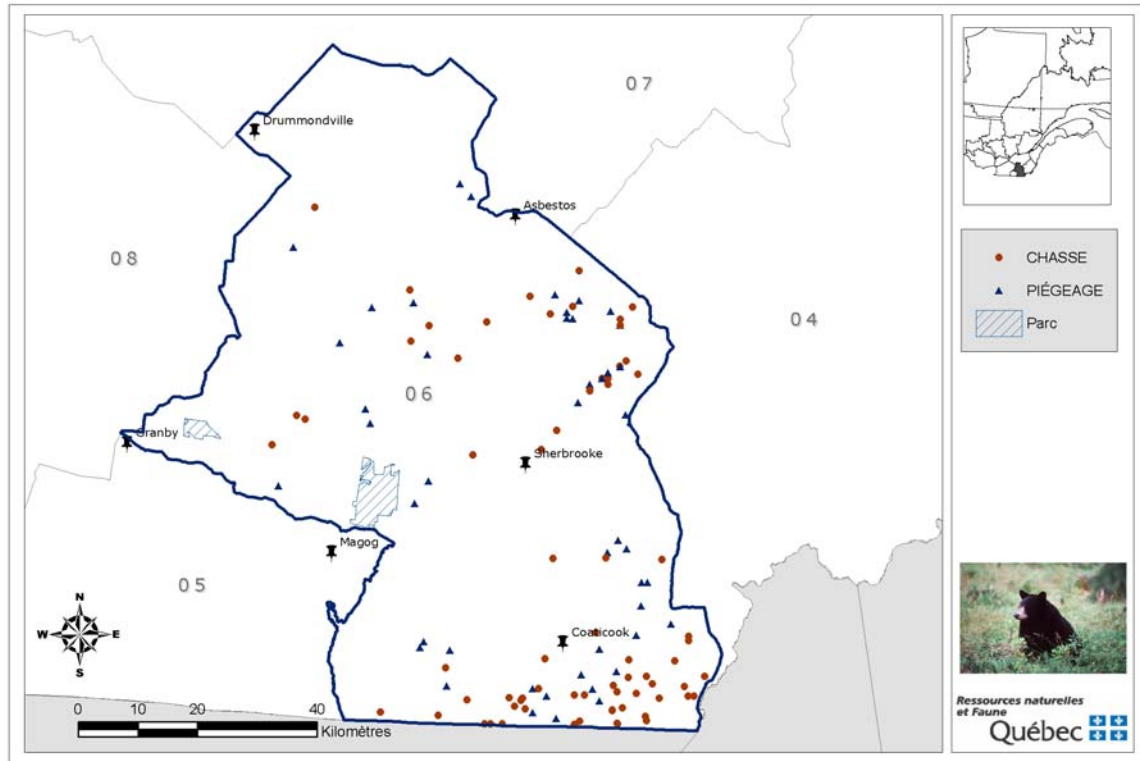 07
Drummondville
Asbestos
08
CHASSE
PIÉGEAGE
Parc
04
06
Granby
Sherbrooke
Magog
05
N
W E
S
Coaticook
0 10 20 40
Kilomètres
Ressources naturelles
et Faune
Québec